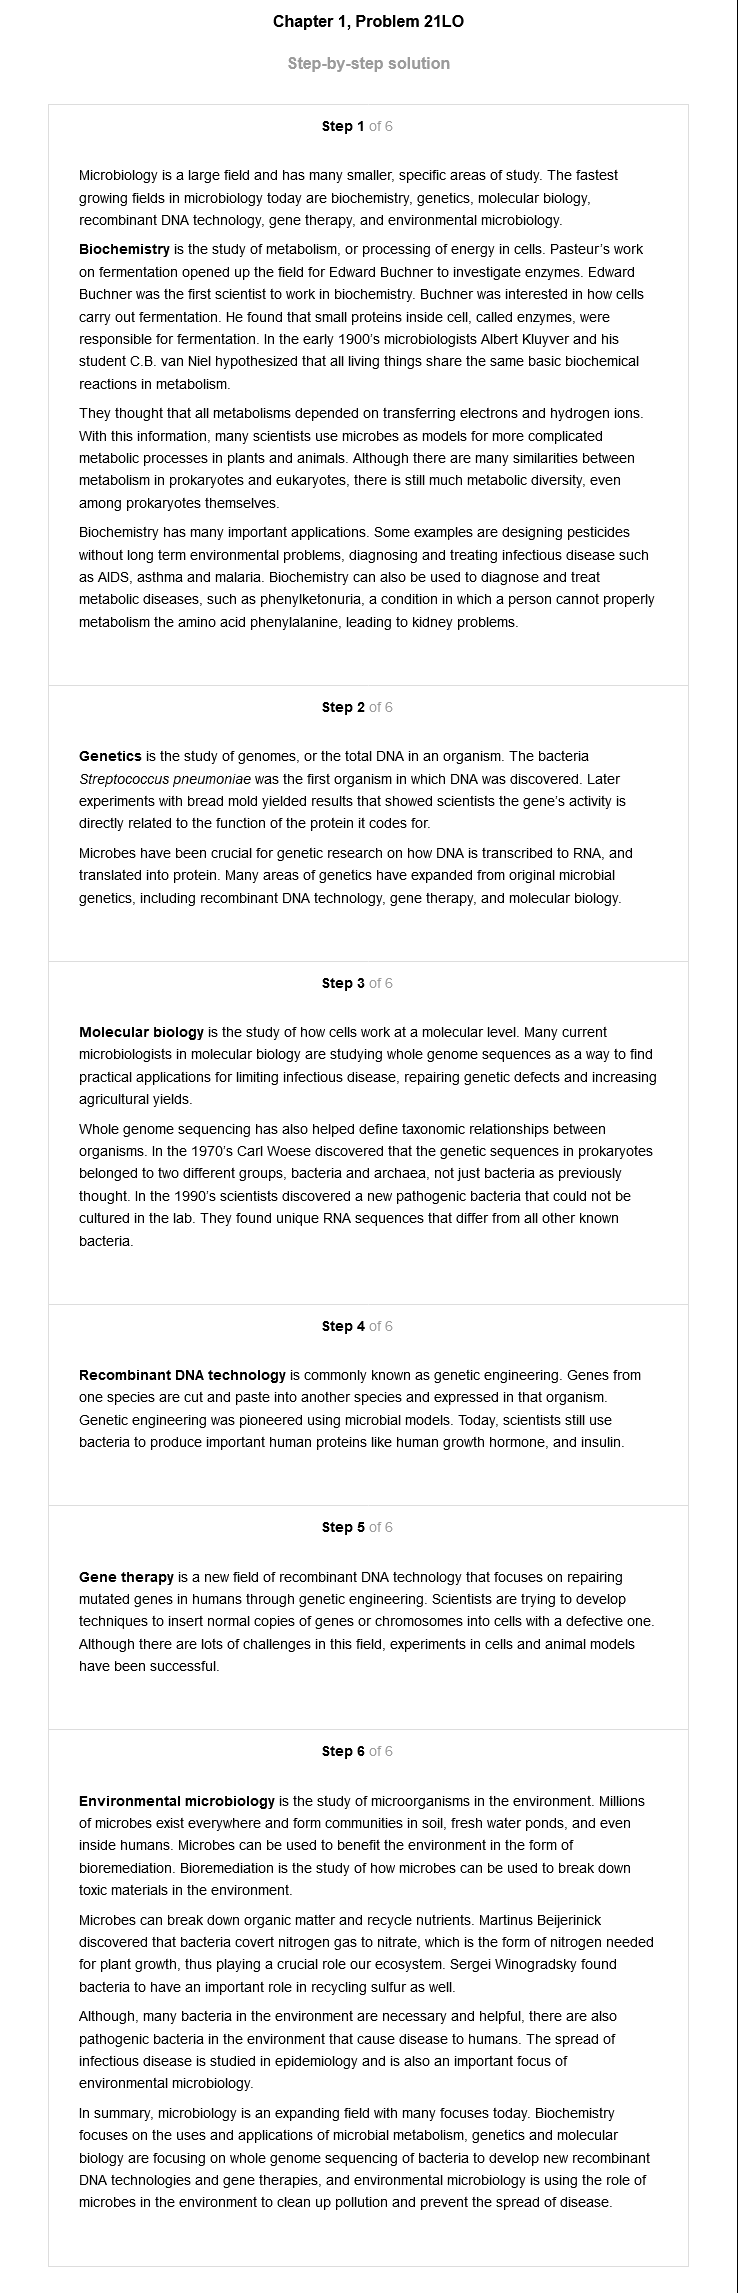 Chapter 1, Problem 21LO
Step-by-step solution
Step 1 of 6
Microbiology is a large field and has many smaller, specific areas of study. The fastest
growing fields in microbiology today are biochemistry, genetics, molecular biology,
recombinant DNA technology, gene therapy, and environmental microbiology.
Biochemistry is the study of metabolism, or processing of energy in cells. Pasteur's work
on fermentation opened up the field for Edward Buchner to investigate enzymes. Edward
Buchner was the first scientist to work in biochemistry. Buchner was interested in how cells
carry out fermentation. He found that small proteins inside cell, called enzymes, were
responsible for fermentation. In the early 1900's microbiologists Albert Kluyver and his
student C.B. van Niel hypothesized that all living things share the same basic biochemical
reactions in metabolism.
They thought that all metabolisms depended on transferring electrons and hydrogen ions.
With this information, many scientists use microbes as models for more complicated
metabolic processes in plants and animals. Although there are many similarities between
metabolism in prokaryotes and eukaryotes, there is still much metabolic diversity, even
among prokaryotes themselves.
Biochemistry has many important applications. Some examples are designing pesticides
without long term environmental problems, diagnosing and treating infectious disease such
as AIDS, asthma and malaria. Biochemistry can also be used to diagnose and treat
metabolic diseases, such as phenylketonuria, a condition in which a person cannot properly
metabolism the amino acid phenylalanine, leading to kidney problems.
Step 2 of 6
Genetics is the study of genomes, or the total DNA in an organism. The bacteria
Streptococcus pneumoniae was the first organism in which DNA was discovered. Later
experiments with bread mold yielded results that showed scientists the gene's activity is
directly related to the function of the protein it codes for.
Microbes have been crucial for genetic research on how DNA is transcribed to RNA, and
translated into protein. Many areas of genetics have expanded from original microbial
genetics, including recombinant DNA technology, gene therapy, and molecular biology.
Step 3 of 6
Molecular biology is the study of how cells work at a molecular level. Many current
microbiologists in molecular biology are studying whole genome sequences as a way to find
practical applications for limiting infectious disease, repairing genetic defects and increasing
agricultural yields.
Whole genome sequencing has also helped define taxonomic relationships between
organisms. In the 1970's Carl Woese discovered that the genetic sequences in prokaryotes
belonged to two different groups, bacteria and archaea, not just bacteria as previously
thought. In the 1990's scientists discovered a new pathogenic bacteria that could not be
cultured in the lab. They found unique RNA sequences that differ from all other known
bacteria.
Step 4 of 6
Recombinant DNA technology is commonly known as genetic engineering. Genes from
one species are cut and paste into another species and expressed in that organism.
Genetic engineering was pioneered using microbial models. Today, scientists still use
bacteria to produce important human proteins like human growth hormone, and insulin.
Step 5 of 6
Gene therapy is a new field of recombinant DNA technology that focuses on repairing
mutated genes in humans through genetic engineering. Scientists are trying to develop
techniques to insert normal copies of genes or chromosomes into cells with a defective one.
Although there are lots of challenges in this field, experiments in cells and animal models
have been successful.
Step 6 of 6
Environmental microbiology is the study of microorganisms in the environment. Millions
of microbes exist everywhere and form communities in soil, fresh water ponds, and even
inside humans. Microbes can be used to benefit the environment in the form of
bioremediation. Bioremediation is the study of how microbes can be used to break down
toxic materials in the environment.
Microbes can break down organic matter and recycle nutrients. Martinus Beijerinick
discovered that bacteria covert nitrogen gas to nitrate, which is the form of nitrogen needed
for plant growth, thus playing a crucial role our ecosystem. Sergei Winogradsky found
bacteria to have an important role in recycling sulfur as well.
Although, many bacteria in the environment are necessary and helpful, there are also
pathogenic bacteria in the environment that cause disease to humans. The spread of
infectious disease is studied in epidemiology and is also an important focus of
environmental microbiology.
In summary, microbiology is an expanding field with many focuses today. Biochemistry
focuses on the uses and applications of microbial metabolism, genetics and molecular
biology are focusing on whole genome sequencing of bacteria to develop new recombinant
DNA technologies and gene therapies, and environmental microbiology is using the role of
microbes in the environment to clean up pollution and prevent the spread of disease.